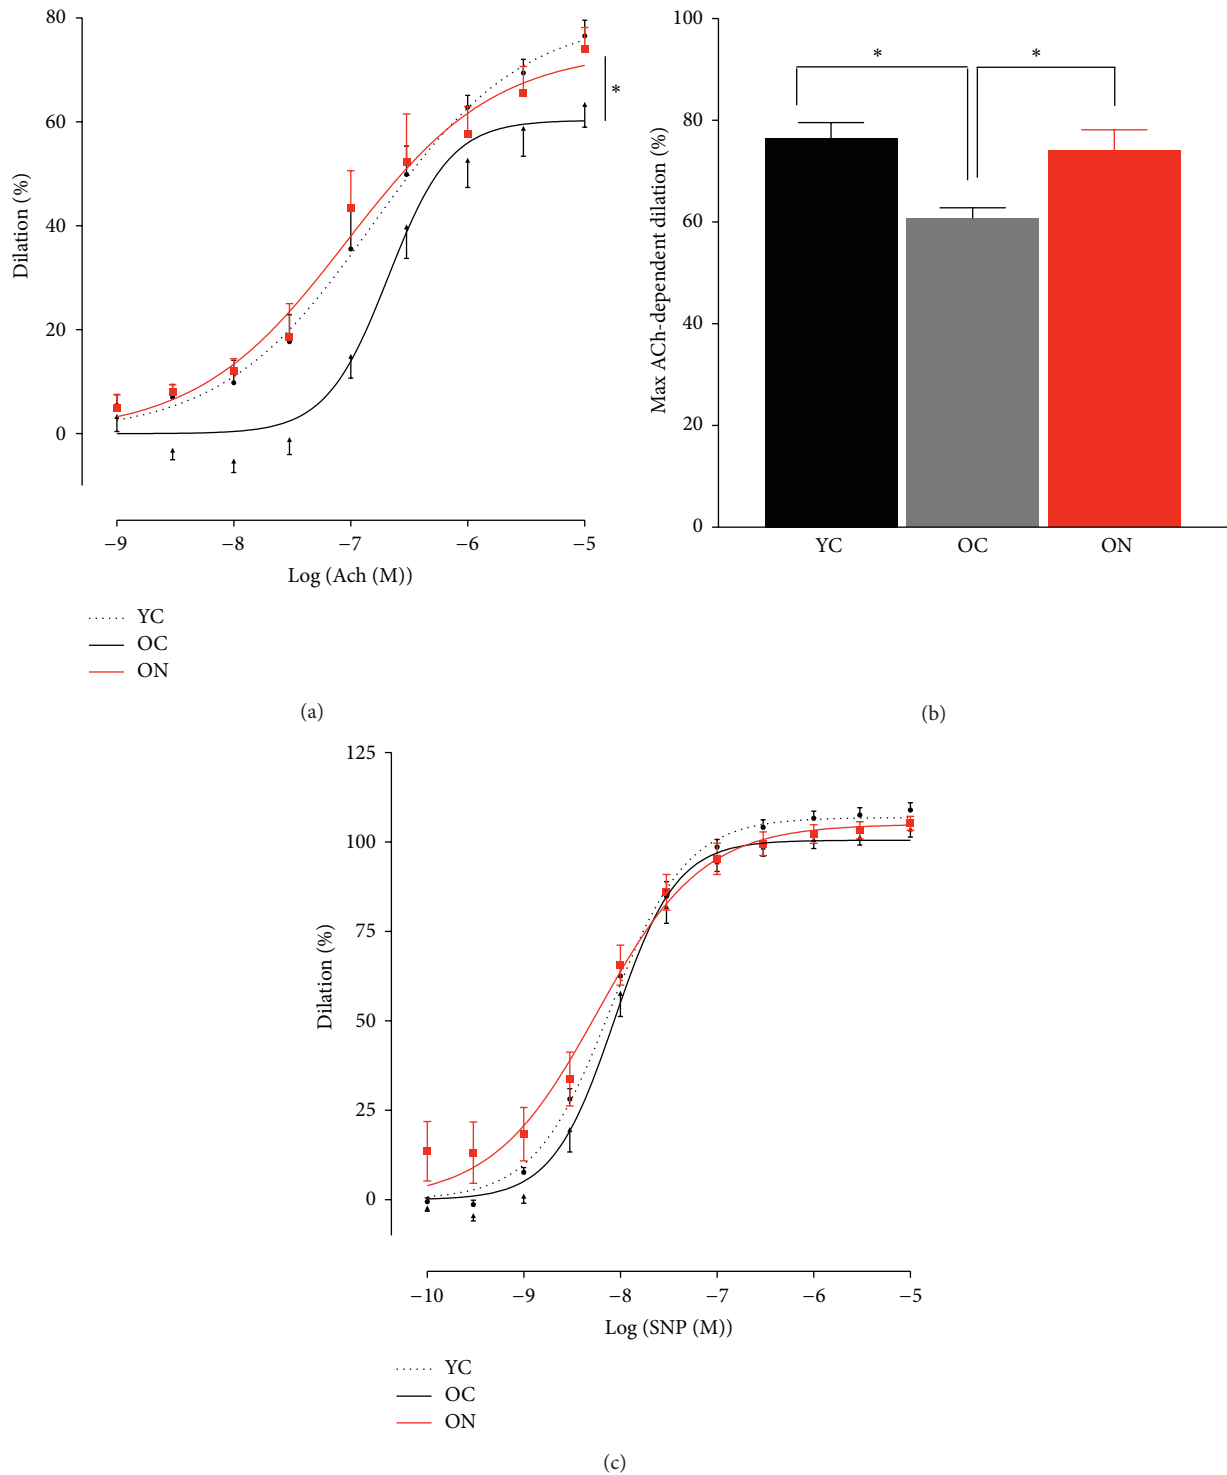 80
60
40
20
0
Dilation (%)
−9 −8 −7 −6 −5
Log (Ach (M))
*
YC
OC
ON
(a)
100
80
60
40
20
0
Max ACh-dependent dilation (%)
* *
YC OC ON
(b)
125
100
75
50
25
0
Dilation (%)
−10 −9 −8 −7 −6 −5
Log (SNP (M))
YC
OC
ON
(c)